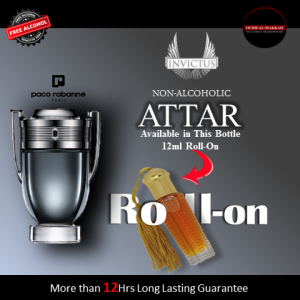 FREE ALCOHOL
INVICTUS
paco rabanne
PARIS
NON-ALCOHOLIC
ATTAR
Available in This Bottle
12ml Roll-On
Roll-on
More than 12Hrs Long Lasting Guarantee